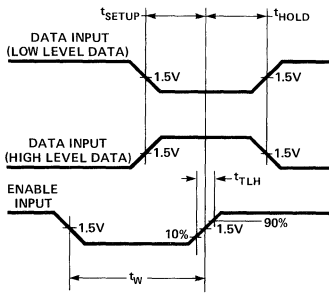 tSETUP
tHOLD
DATA INPUT
(LOW LEVEL DATA)
1.5V
1.5V
DATA INPUT
(HIGH LEVEL DATA)
1.5V
1.5V
ENABLE
INPUT
tTLH
1.5V
10%
1.5V
90%
tW